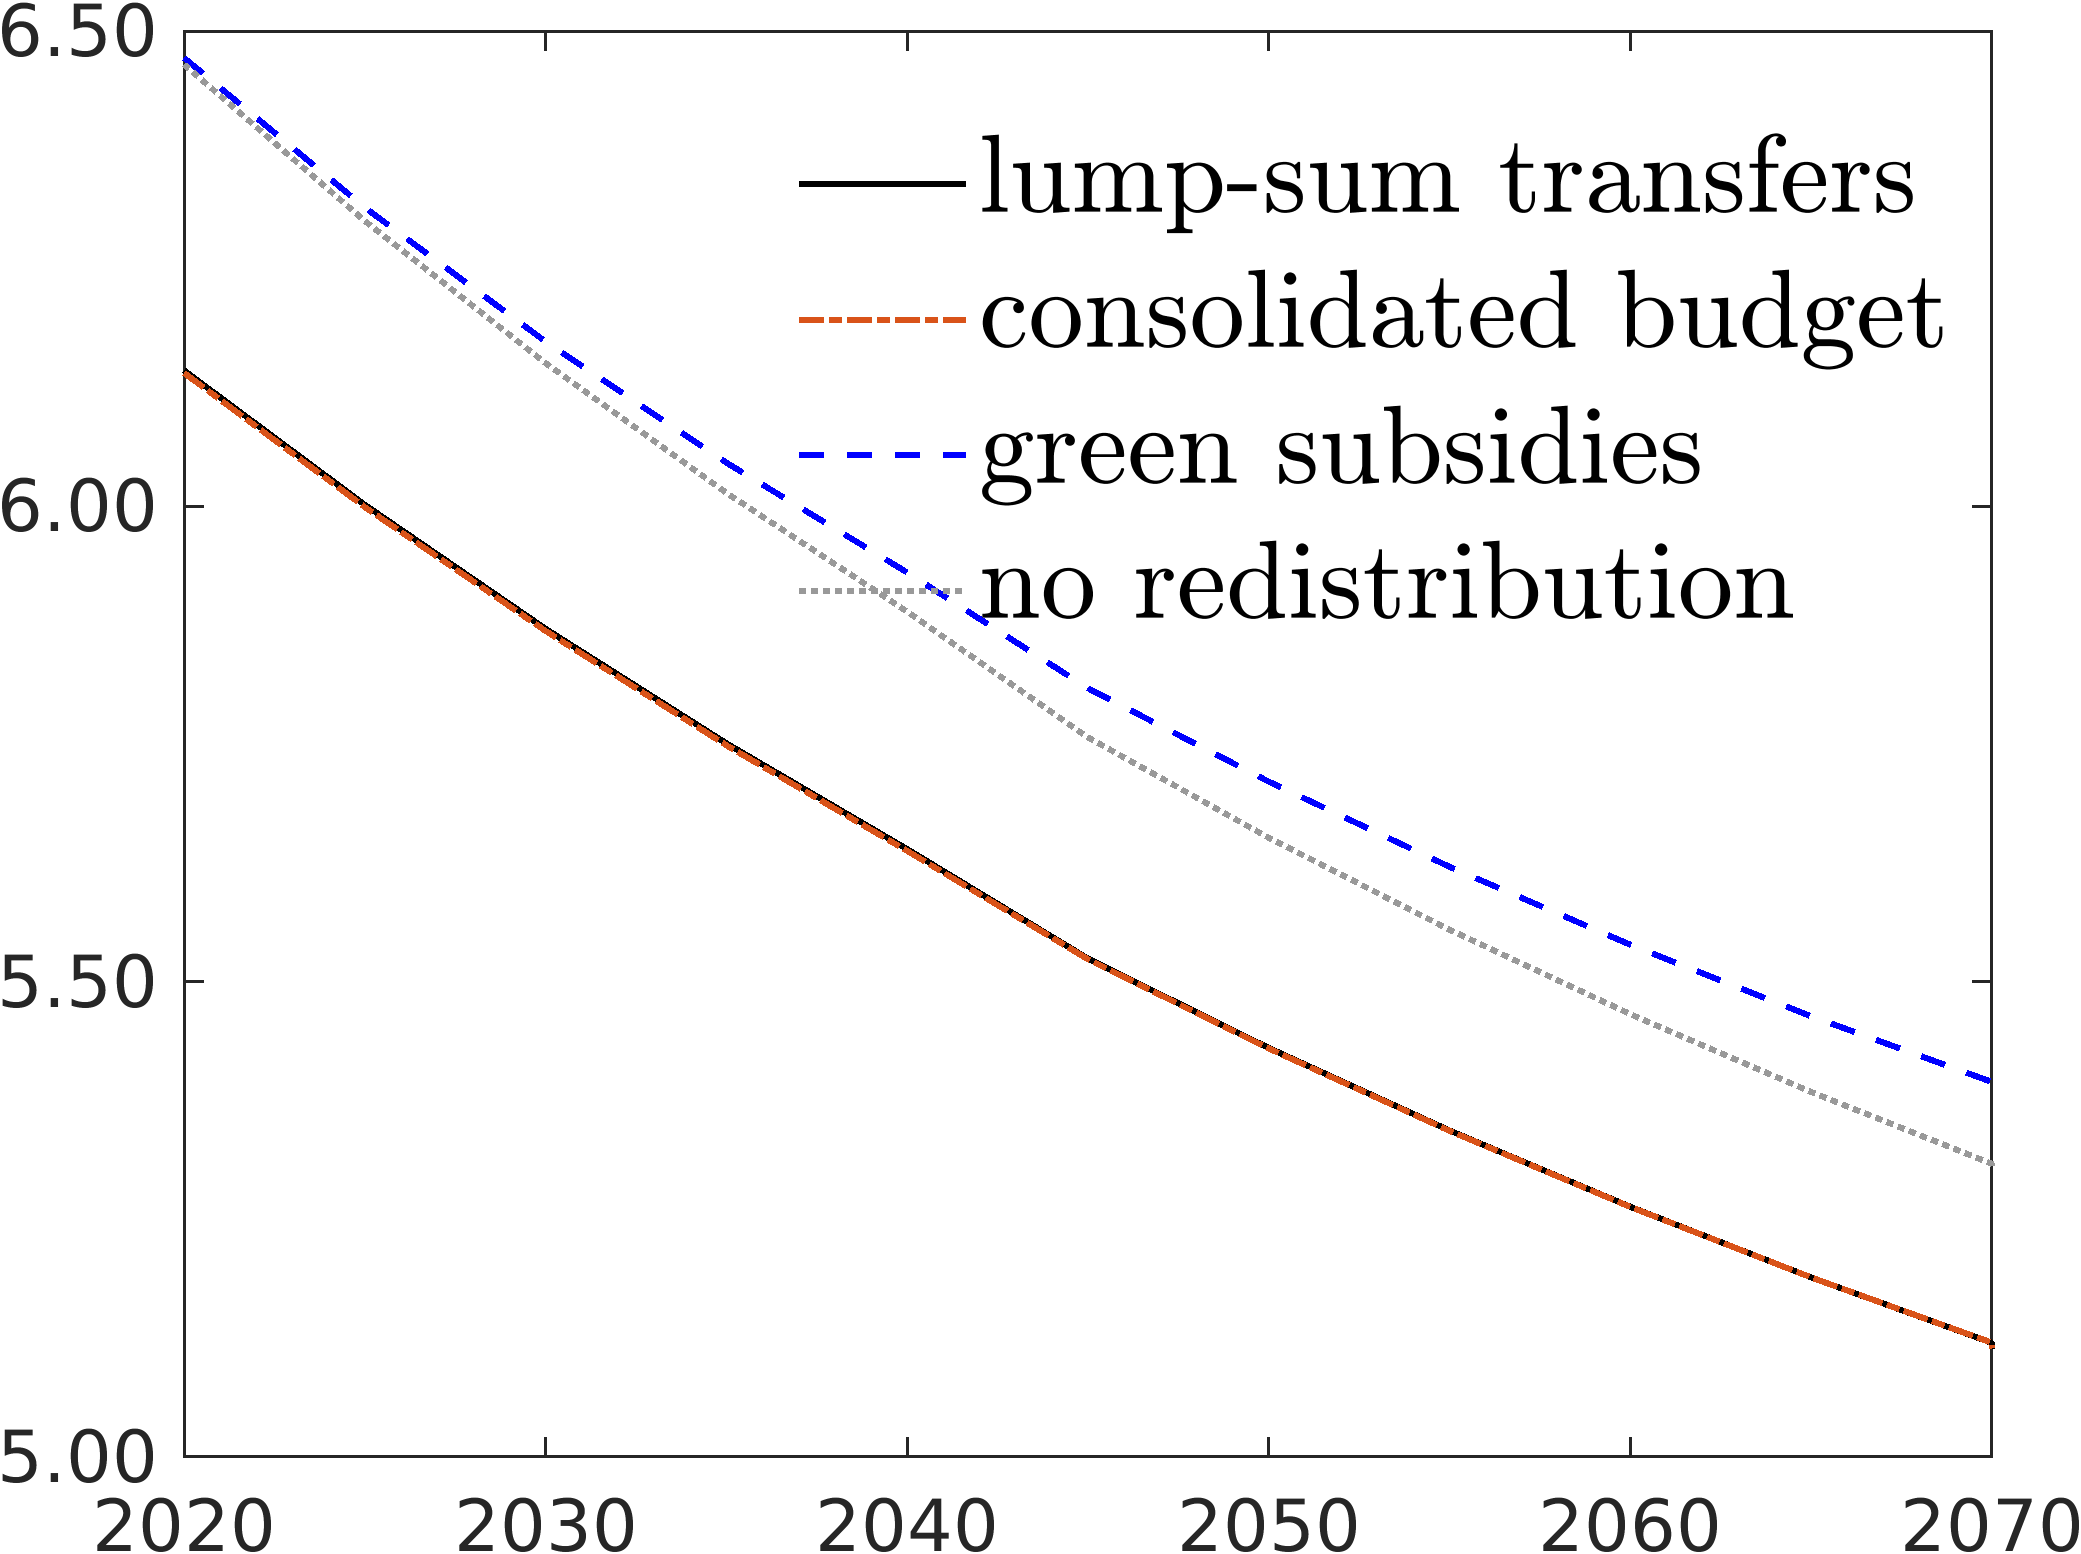 6.50
lump-sum transfers
consolidated budget
green subsidies
6.00
no redistribution
5.50
5.00
2020 2030 2040 2050 2060 2070